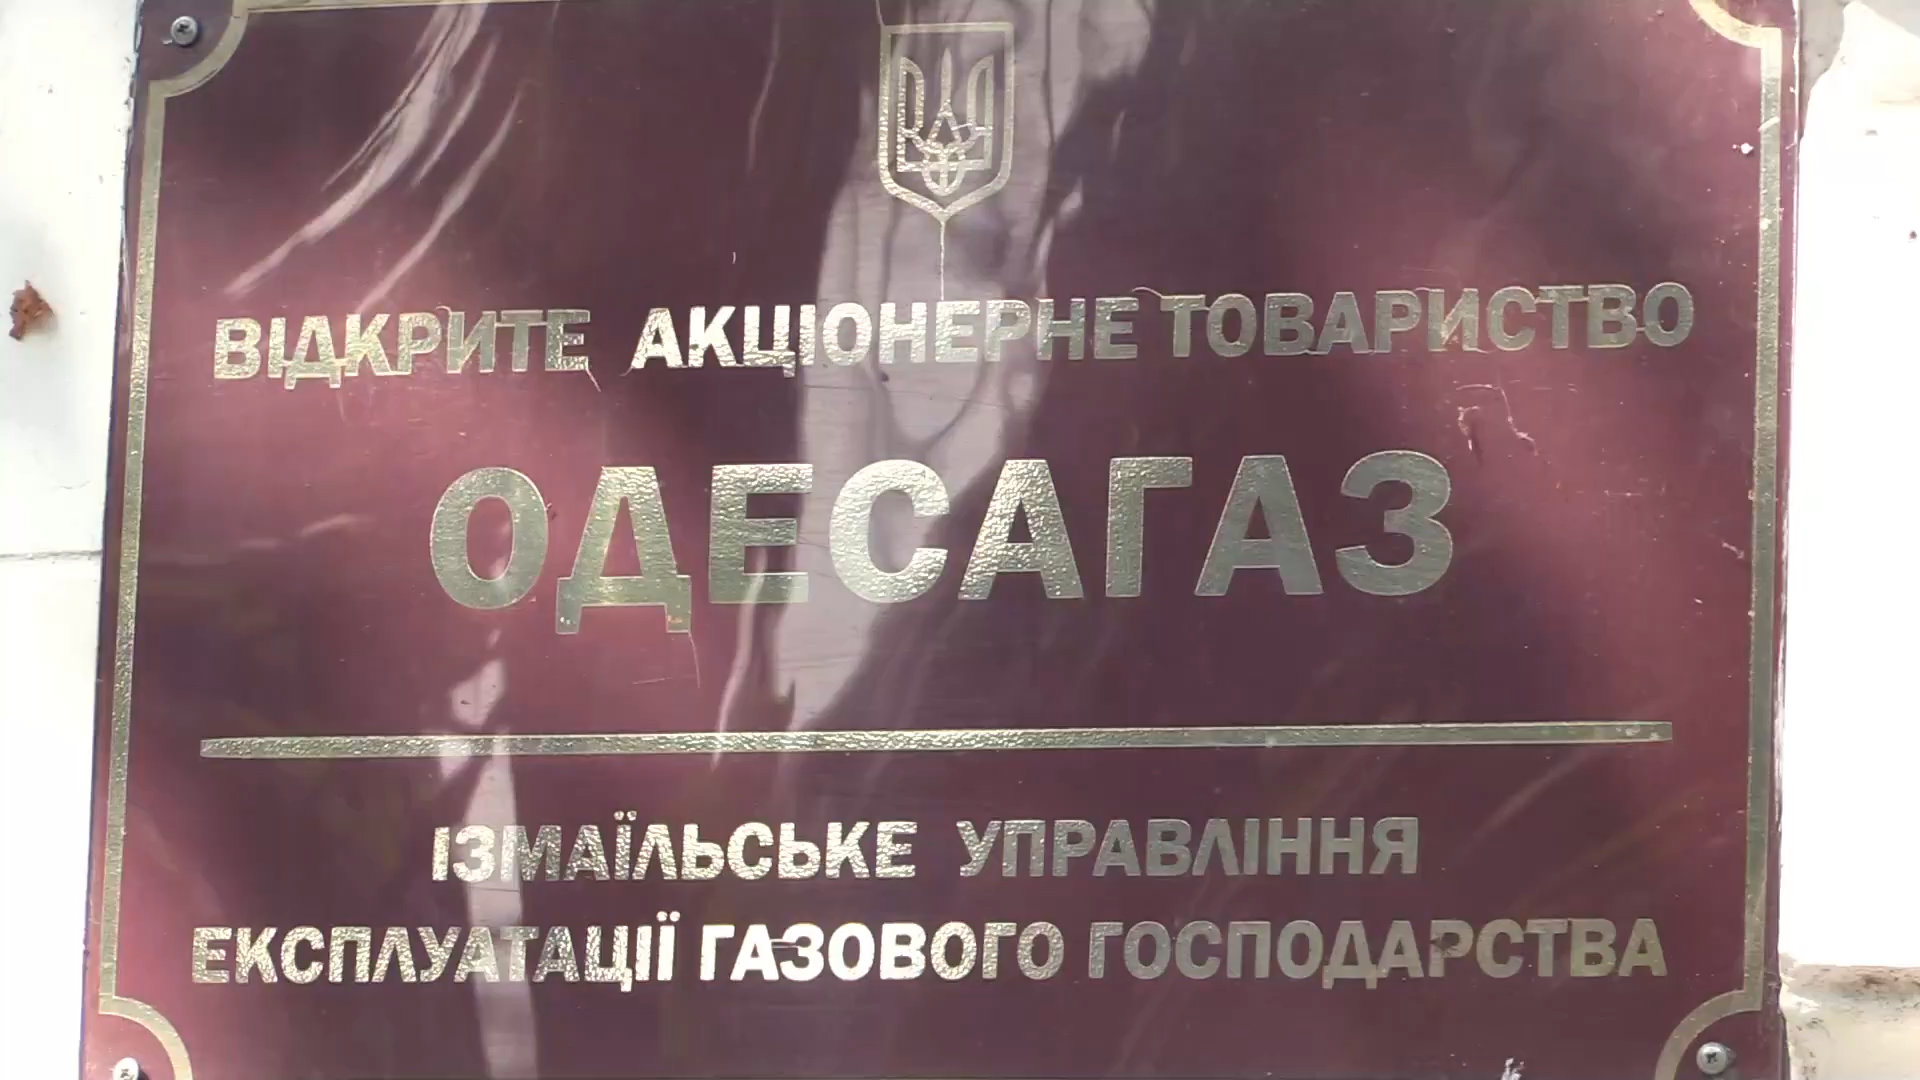 ВІДКРИТЕ АКЦІОНЕРНЕ ТОВАРИСТВО
ОДЕСАГАЗ
ІЗМАЇЛЬСЬКЕ УПРАВЛІННЯ
ЕКСПЛУАТАЦІЇ ГАЗОВОГО ГОСПОДАРСТВА